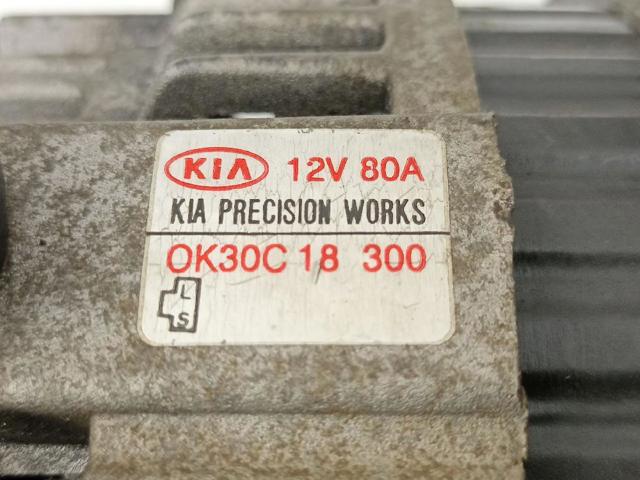 KIA 12V 80A
KIA PRECISION WORKS
OK30C 18 300
L
S